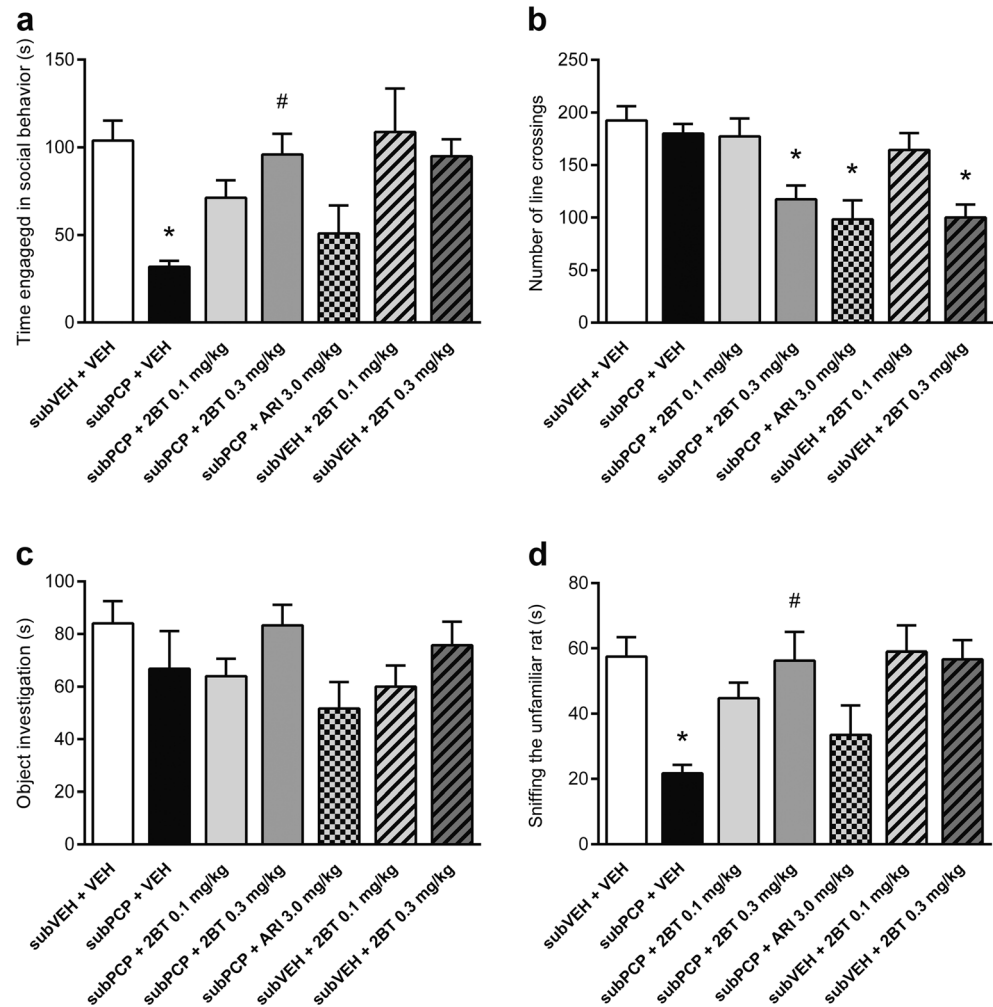 a
Time engagegd in social behavior (s)
150
100
50
0
#
*
subVEH + VEH
subPCP + VEH
subPCP + 2BT 0.1 mg/kg
subPCP + 2BT 0.3 mg/kg
subPCP + ARI 3.0 mg/kg
subVEH + 2BT 0.1 mg/kg
subVEH + 2BT 0.3 mg/kg
b
Number of line crossings
250
200
150
100
50
0
*
*
*
subVEH + VEH
subPCP + VEH
subPCP + 2BT 0.1 mg/kg
subPCP + 2BT 0.3 mg/kg
subPCP + ARI 3.0 mg/kg
subVEH + 2BT 0.1 mg/kg
subVEH + 2BT 0.3 mg/kg
c
Object investigation (s)
100
80
60
40
20
0
subVEH + VEH
subPCP + VEH
subPCP + 2BT 0.1 mg/kg
subPCP + 2BT 0.3 mg/kg
subPCP + ARI 3.0 mg/kg
subVEH + 2BT 0.1 mg/kg
subVEH + 2BT 0.3 mg/kg
d
Sniffing the unfamiliar rat (s)
80
60
40
20
0
#
*
subVEH + VEH
subPCP + VEH
subPCP + 2BT 0.1 mg/kg
subPCP + 2BT 0.3 mg/kg
subPCP + ARI 3.0 mg/kg
subVEH + 2BT 0.1 mg/kg
subVEH + 2BT 0.3 mg/kg